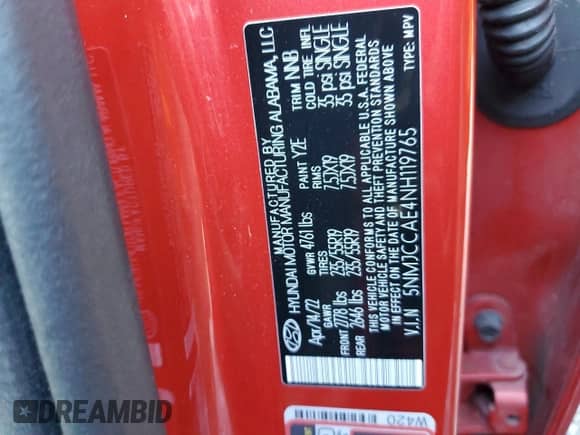 MANUFACTURED BY
HYUNDAI MOTOR MANUFACTURING ALABAMA, LLC
Apr/14/22 GVWR 4761 lbs PAINT YZE TRIM NNB
GAWR TIRES RIMS COLD TIRE INFL
FRONT 2778 lbs 235/55R19 7.5JX19 35 psi SINGLE
REAR 2646 lbs 235/55R19 7.5JX19 35 psi SINGLE
THIS VEHICLE CONFORMS TO ALL APPLICABLE U.S.A. FEDERAL
MOTOR VEHICLE SAFETY AND THEFT PREVENTION STANDARDS
IN EFFECT ON THE DATE OF MANUFACTURE SHOWN ABOVE
V.I.N 5NMJCCAE4NH119765 TYPE: MPV
W420
DREAMBID